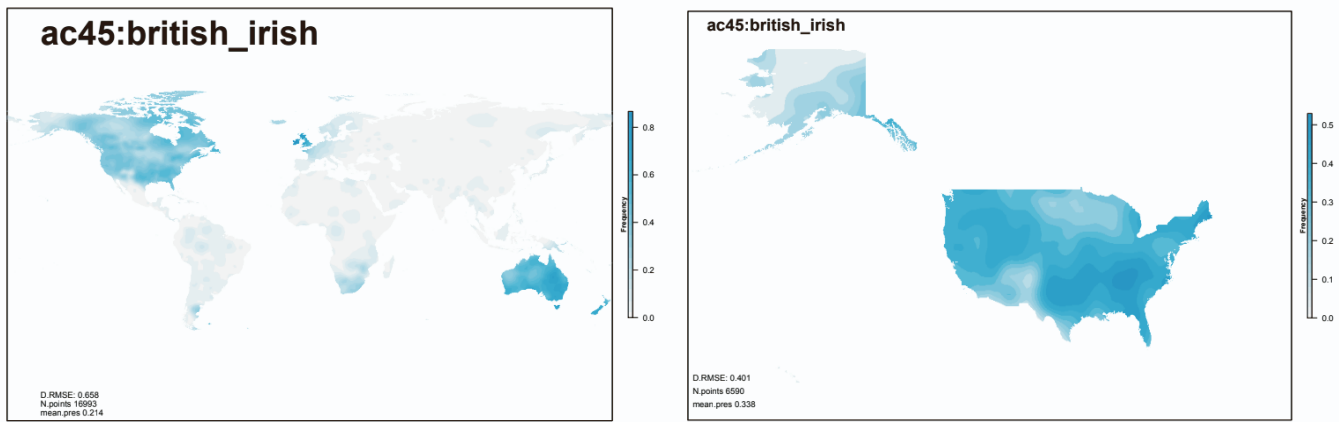 ac45:british_irish
0.8
0.6
0.4
0.2
0.0
Frequency
D.RMSE: 0.658
N.points 16993
mean.pres 0.214
ac45:british_irish
0.5
0.4
0.3
0.2
0.1
0.0
Frequency
D.RMSE: 0.401
N.points 6590
mean.pres 0.338